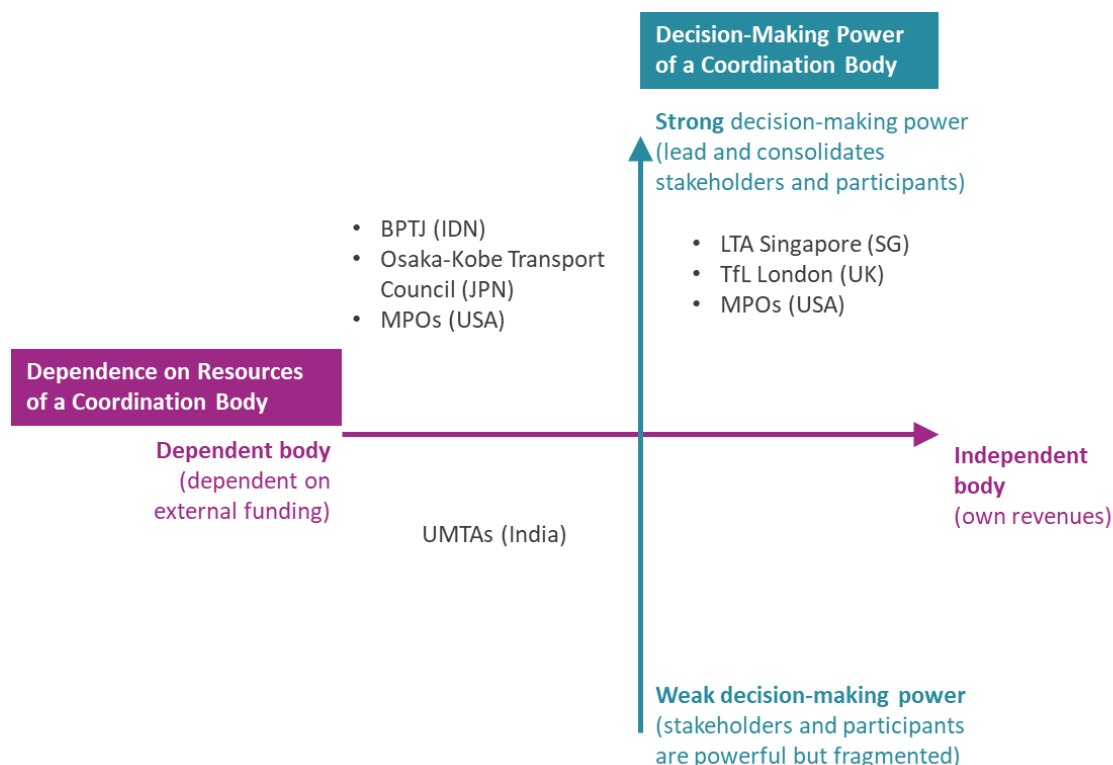 Decision-Making Power
of a Coordination Body
Strong decision-making power
(lead and consolidates
stakeholders and participants)
• BPTJ (IDN)
• Osaka-Kobe Transport
Council (JPN)
• MPOs (USA)
• LTA Singapore (SG)
• TfL London (UK)
• MPOs (USA)
Dependence on Resources
of a Coordination Body
Dependent body
(dependent on
external funding)
Independent
body
(own revenues)
UMTAs (India)
Weak decision-making power
(stakeholders and participants
are powerful but fragmented)